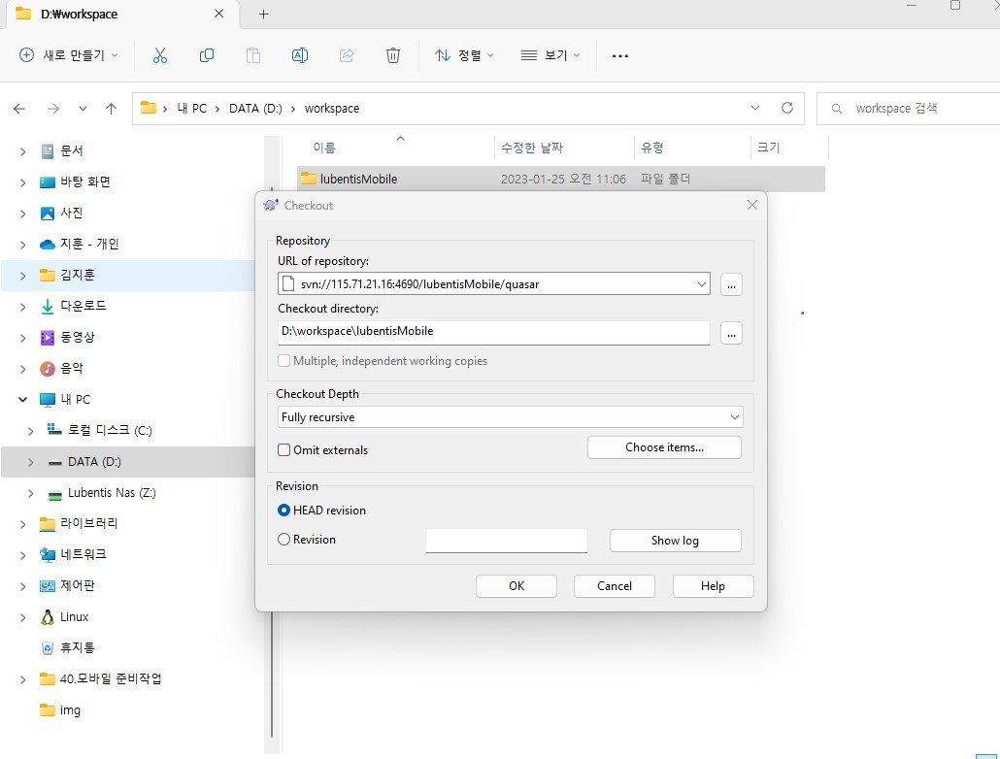 D:₩workspace
새로 만들기
정렬
보기
내 PC
DATA (D:)
workspace
workspace 검색
이름
수정한 날짜
유형
크기
lubentisMobile
2023-01-25 오전 11:06
파일 폴더
문서
바탕 화면
사진
지훈 - 개인
김지훈
다운로드
동영상
음악
내 PC
로컬 디스크 (C:)
DATA (D:)
Lubentis Nas (Z:)
라이브러리
네트워크
제어판
Linux
휴지통
40.모바일 준비작업
img
Checkout
Repository
URL of repository:
svn://115.71.21.16:4690/lubentisMobile/quasar
...
Checkout directory:
D:\workspace\lubentisMobile
...
Multiple, independent working copies
Checkout Depth
Fully recursive
Omit externals
Choose items...
Revision
HEAD revision
Revision
Show log
OK
Cancel
Help